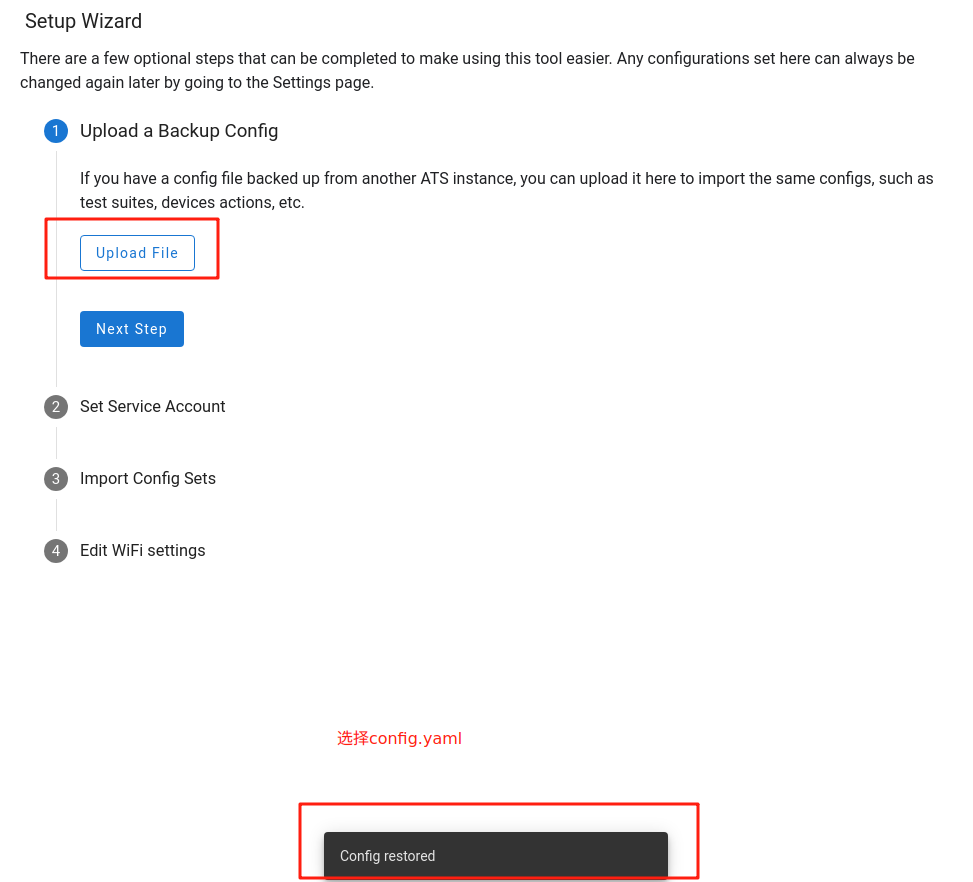 Setup Wizard
There are a few optional steps that can be completed to make using this tool easier. Any configurations set here can always be
changed again later by going to the Settings page.
1 Upload a Backup Config
If you have a config file backed up from another ATS instance, you can upload it here to import the same configs, such as
test suites, devices actions, etc.
Upload File
Next Step
2 Set Service Account
3 Import Config Sets
4 Edit WiFi settings
选择config.yaml
Config restored